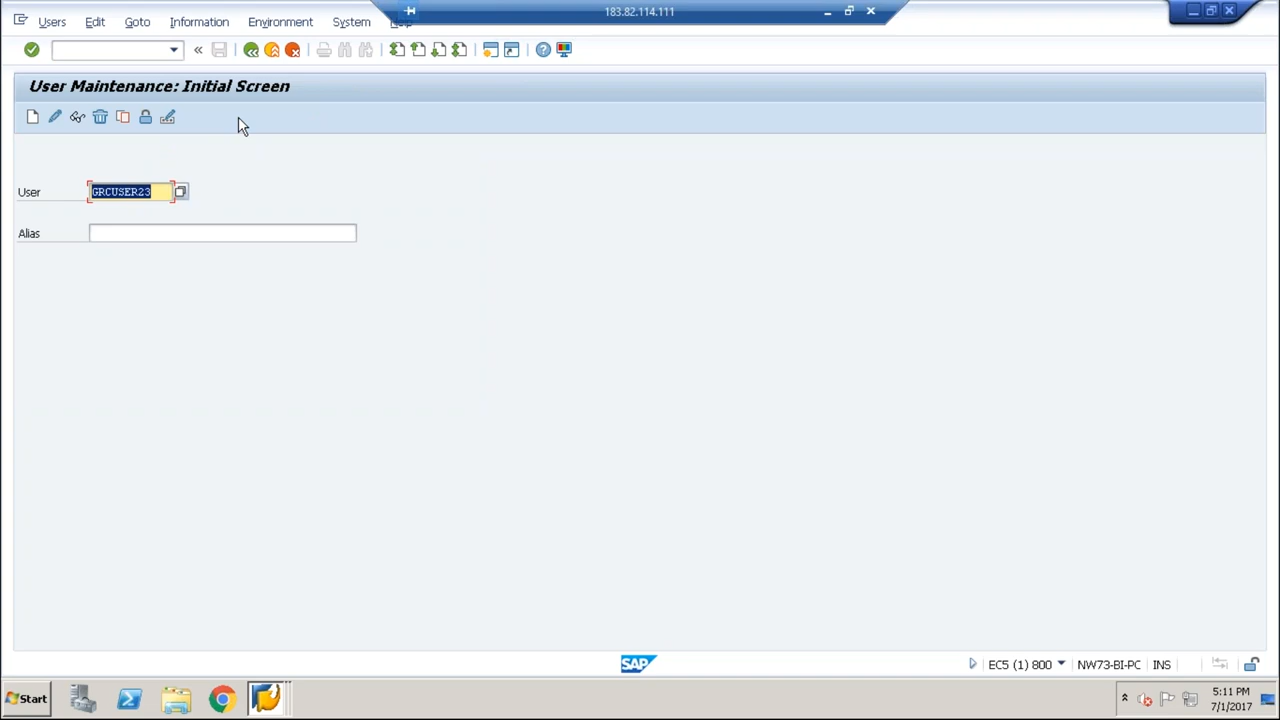 183.82.114.111
Users Edit Goto Information Environment System Help
User Maintenance: Initial Screen
User GRCUSER23
Alias
SAP
EC5 (1) 800 NW73-BI-PC INS
Start
5:11 PM
7/1/2017